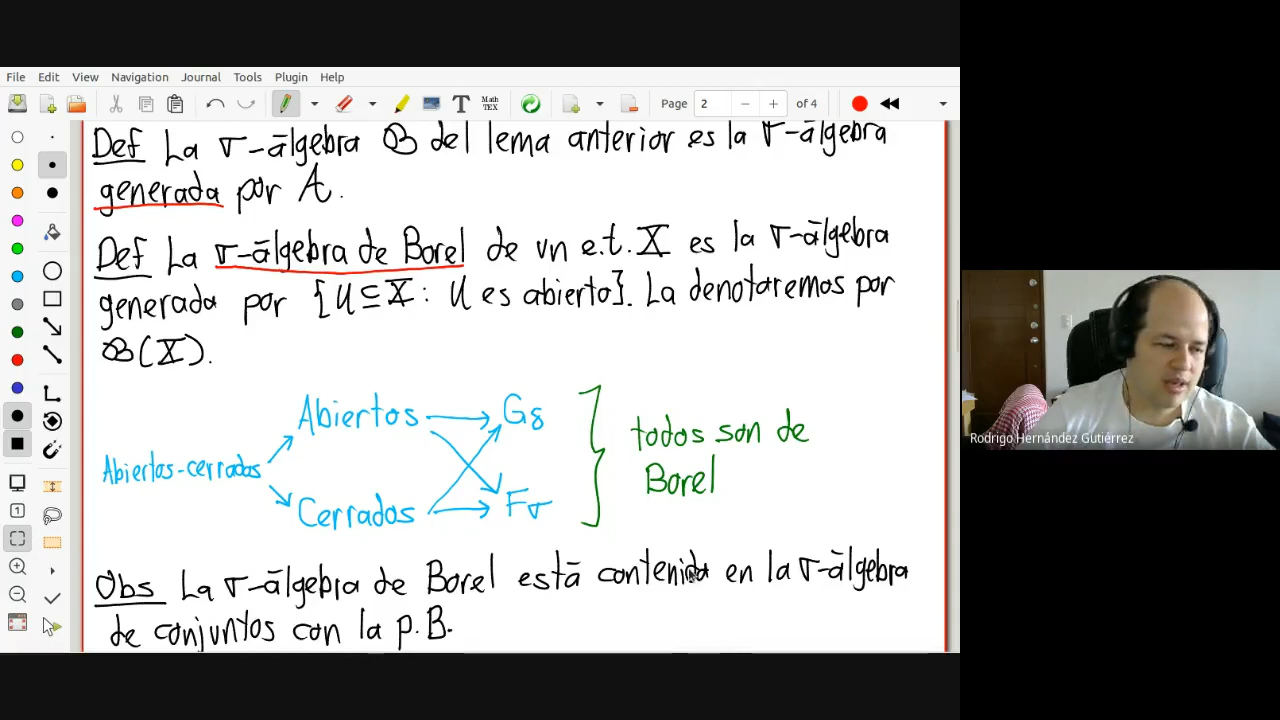 File Edit View Navigation Journal Tools Plugin Help
T Math TEX Page 2 of 4
Def La σ-álgebra ℬ del lema anterior es la σ-álgebra
generada por A.
Def La σ-álgebra de Borel de un e.t. X es la σ-álgebra
generada por {U ⊆ X : U es abierto}. La denotaremos por
ℬ(X).
Abiertos → Gδ
Abiertos-cerrados
Cerrados → Fσ
todos son de
Borel
Obs La σ-álgebra de Borel está contenida en la σ-álgebra
de conjuntos con la p.B.
Rodrigo Hernández Gutiérrez